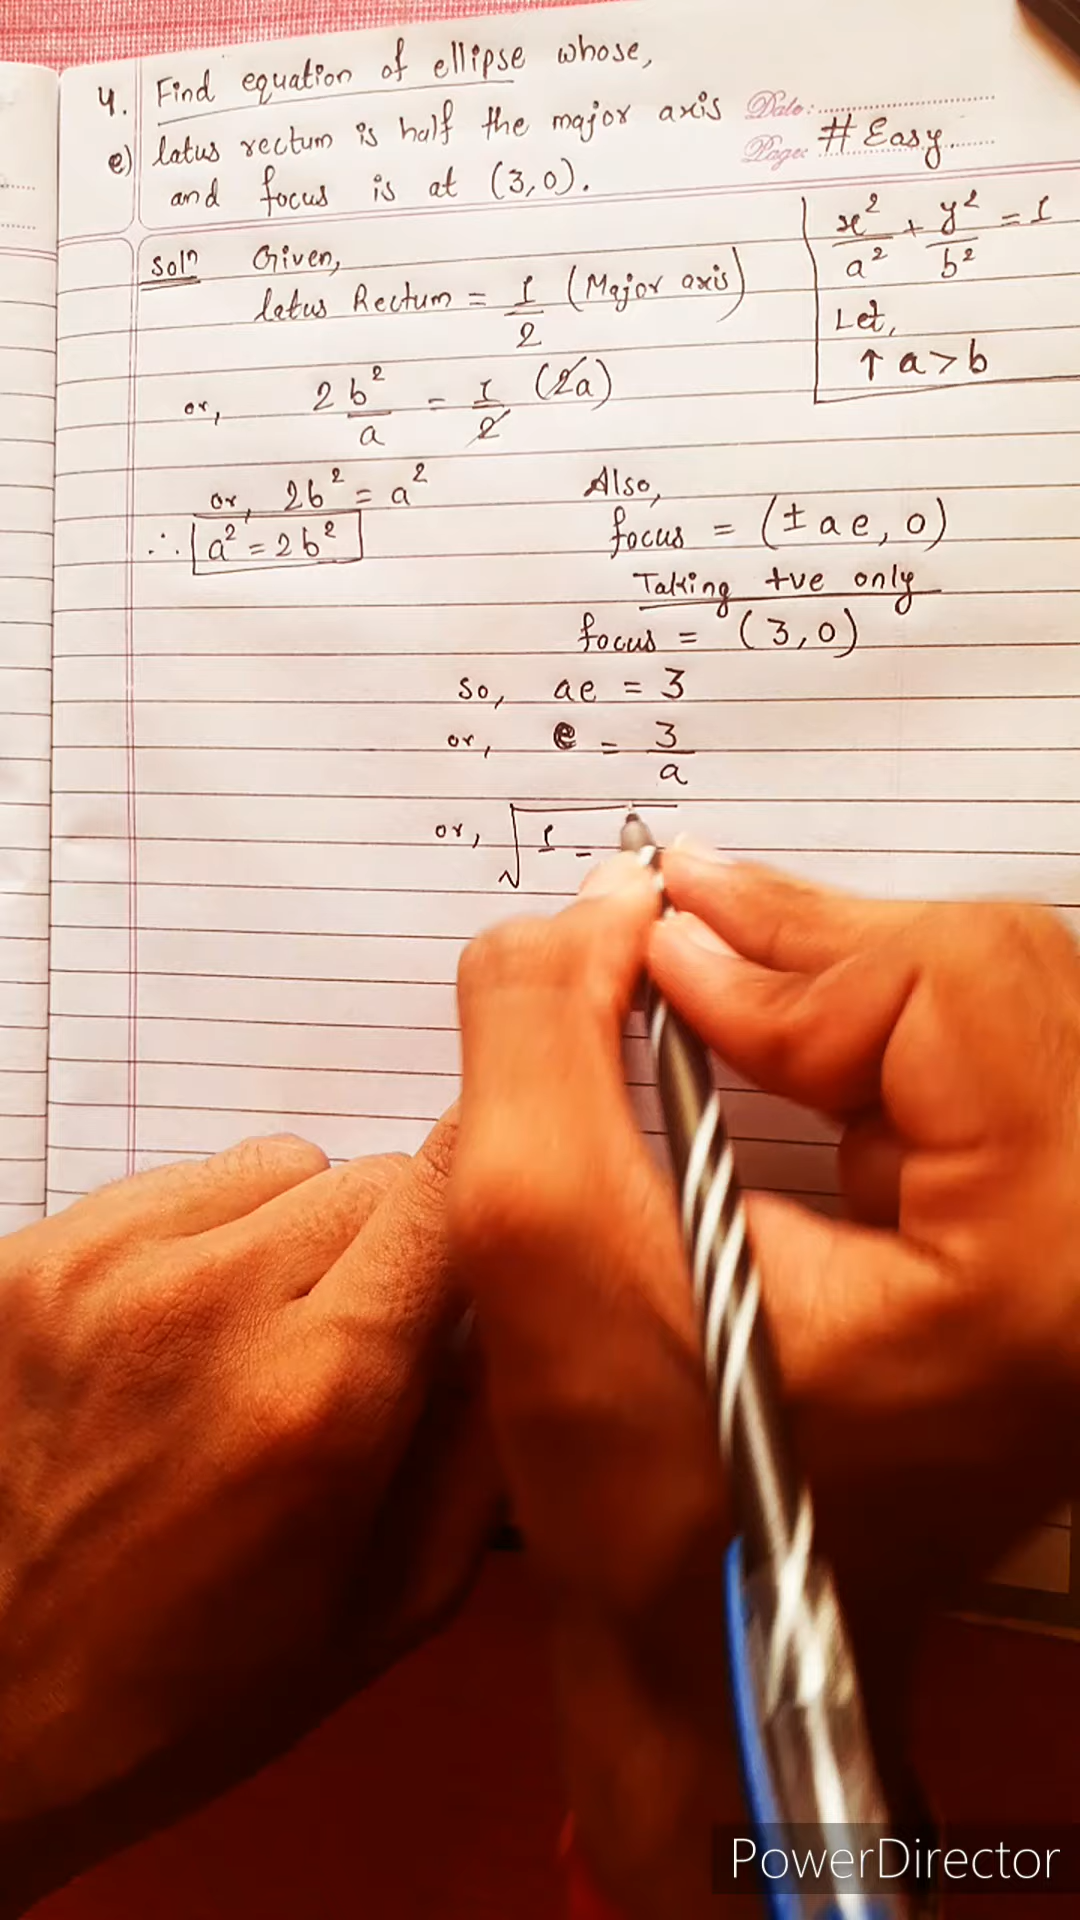 4. Find equation of ellipse whose,
e) latus rectum is half the major axis
and focus is at (3,0).
Date:
Page:
# Easy.
x²/a² + y²/b² = 1
Let,
↑ a > b
Solⁿ Given,
latus Rectum = 1/2 (Major axis)
or, 2b²/a = 1/2 (2a)
or, 2b² = a²
∴ a² = 2b²
Also,
focus = (± ae, 0)
Taking +ve only
focus = (3,0)
so, ae = 3
or, e = 3/a
or, √1 -
PowerDirector